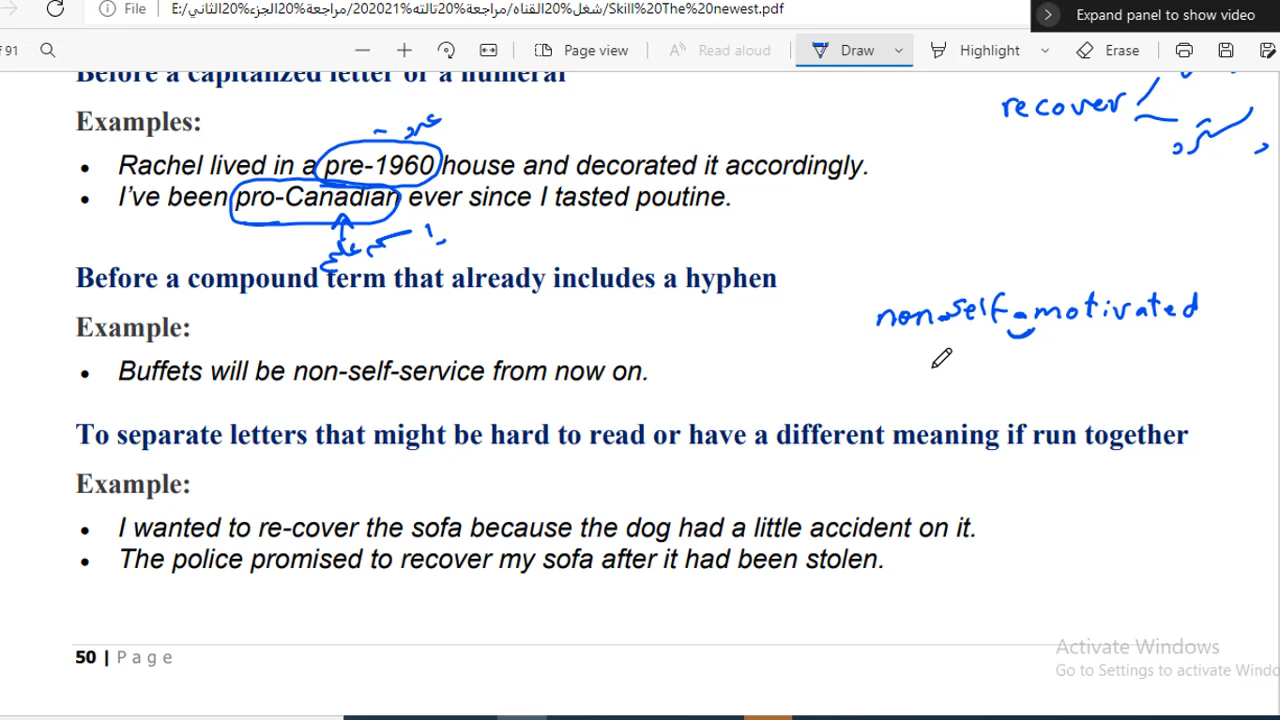 File E:/شغل%20القناه/مراجعة%20تالته%20202021/مراجعة%20الجزء%20الثاني/Skill%20The%20newest.pdf
Expand panel to show video
of 91 Page view Read aloud Draw Highlight Erase
Before a capitalized letter or a numeral
recover
Examples:
• Rachel lived in a pre-1960 house and decorated it accordingly.
• I've been pro-Canadian ever since I tasted poutine.
Before a compound term that already includes a hyphen
non-self-motivated
Example:
• Buffets will be non-self-service from now on.
To separate letters that might be hard to read or have a different meaning if run together
Example:
• I wanted to re-cover the sofa because the dog had a little accident on it.
• The police promised to recover my sofa after it had been stolen.
50 | Page
Activate Windows
Go to Settings to activate Windo